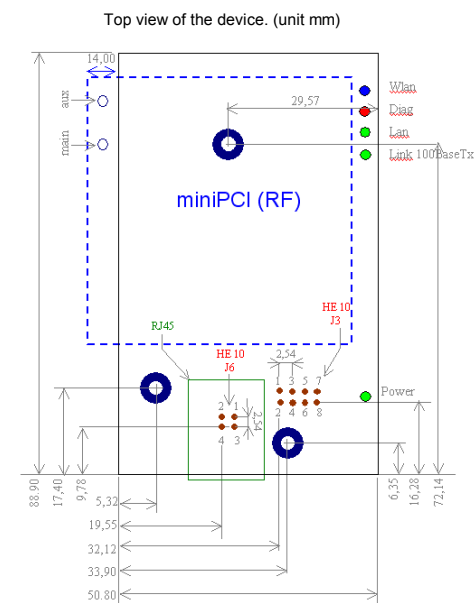 Top view of the device. (unit mm)
14,00
aux
main
29,57
Wlan
Diag
Lan
Link 100BaseTx
miniPCI (RF)
RJ45
HE 10
J3
HE 10
J6
2,54
1 3 5 7
2 4 6 8
2 1
4 3
2,54
Power
88.90
17,40
9,78
6,35
16,28
72,14
5,32
19,55
32,12
33,90
50.80